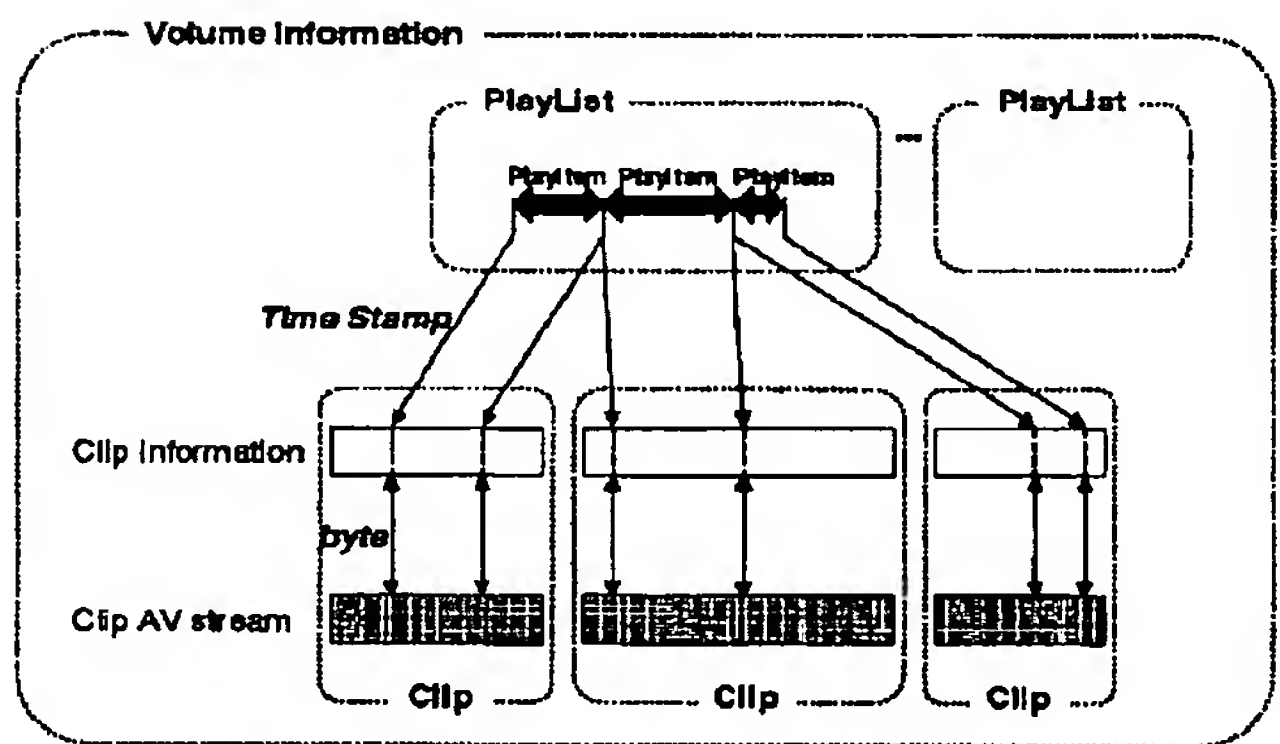 Volume Information
PlayList
PlayList
...
PlayItem PlayItem PlayItem
Time Stamp
Clip Information
byte
Clip AV stream
Clip
Clip
Clip